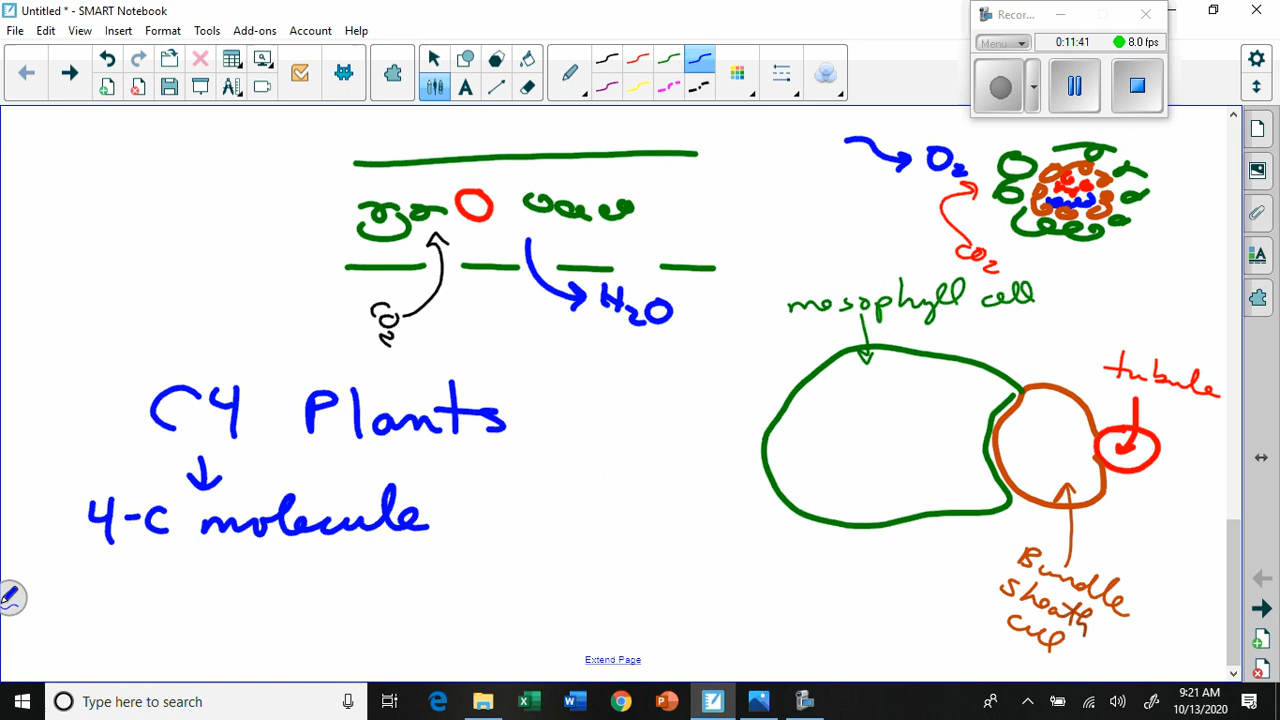 Untitled * - SMART Notebook
File Edit View Insert Format Tools Add-ons Account Help
Recor...
Menu
0:11:41
8.0 fps
O2
CO2
H2O
CO2
mesophyll cell
tubule
C4 Plants
4-C molecule
Bundle
sheath
cell
Extend Page
Type here to search
9:21 AM
10/13/2020